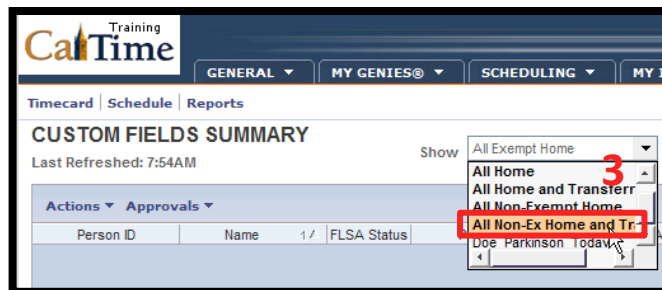 Training
CalTime
GENERAL ▼ MY GENIES® ▼ SCHEDULING ▼ MY
Timecard | Schedule | Reports
CUSTOM FIELDS SUMMARY
Last Refreshed: 7:54AM
Show All Exempt Home
3
All Home
All Home and Transferr
All Non-Exempt Home
All Non-Ex Home and Tr
Doe Parkinson Today
Actions ▼ Approvals ▼
Person ID Name 1 FLSA Status